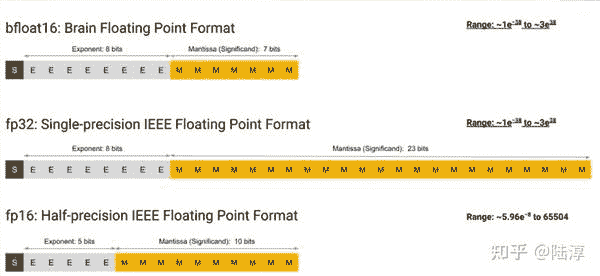 bfloat16: Brain Floating Point Format
Range: ~1e⁻³⁸ to ~3e³⁸
Exponent: 8 bits
Mantissa (Significand): 7 bits
S E E E E E E E E M M M M M M M
fp32: Single-precision IEEE Floating Point Format
Range: ~1e⁻³⁸ to ~3e³⁸
Exponent: 8 bits
Mantissa (Significand): 23 bits
S E E E E E E E E M M M M M M M M M M M M M M M M M M M M M M M
fp16: Half-precision IEEE Floating Point Format
Range: ~5.96e⁻⁸ to 65504
Exponent: 5 bits
Mantissa (Significand): 10 bits
S E E E E E M M M M M M M M M M
知乎 @陆淳